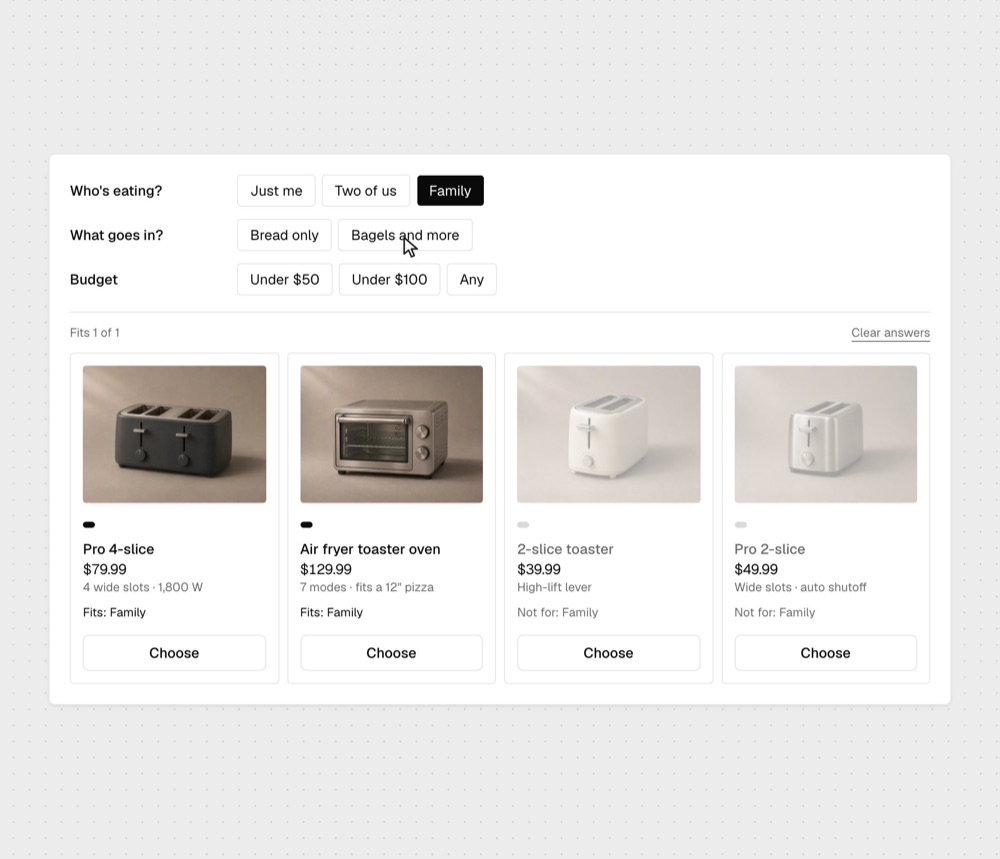 Who's eating?
Just me
Two of us
Family
What goes in?
Bread only
Bagels and more
Budget
Under $50
Under $100
Any
Fits 1 of 1
Clear answers
Pro 4-slice
$79.99
4 wide slots · 1,800 W
Fits: Family
Choose
Air fryer toaster oven
$129.99
7 modes · fits a 12" pizza
Fits: Family
Choose
2-slice toaster
$39.99
High-lift lever
Not for: Family
Choose
Pro 2-slice
$49.99
Wide slots · auto shutoff
Not for: Family
Choose